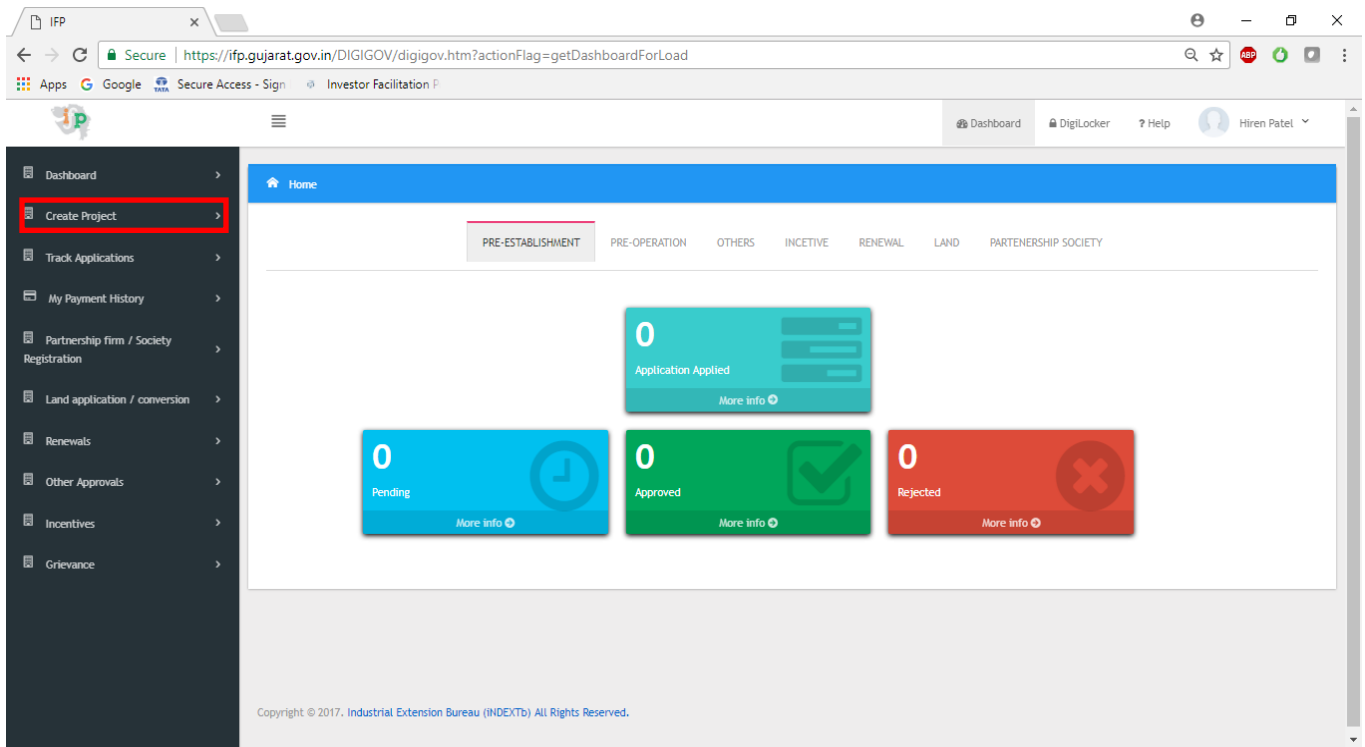 IFP
Secure | https://ifp.gujarat.gov.in/DIGIGOV/digigov.htm?actionFlag=getDashboardForLoad
ABP
Apps Google TATA Secure Access - Sign Investor Facilitation P
IP
Dashboard DigiLocker ? Help Hiren Patel
Dashboard
Create Project
Track Applications
My Payment History
Partnership firm / Society
Registration
Land application / conversion
Renewals
Other Approvals
Incentives
Grievance
Home
PRE-ESTABLISHMENT PRE-OPERATION OTHERS INCETIVE RENEWAL LAND PARTENERSHIP SOCIETY
0
Application Applied
More info
0
Pending
More info
0
Approved
More info
0
Rejected
More info
Copyright © 2017. Industrial Extension Bureau (iNDEXTb) All Rights Reserved.